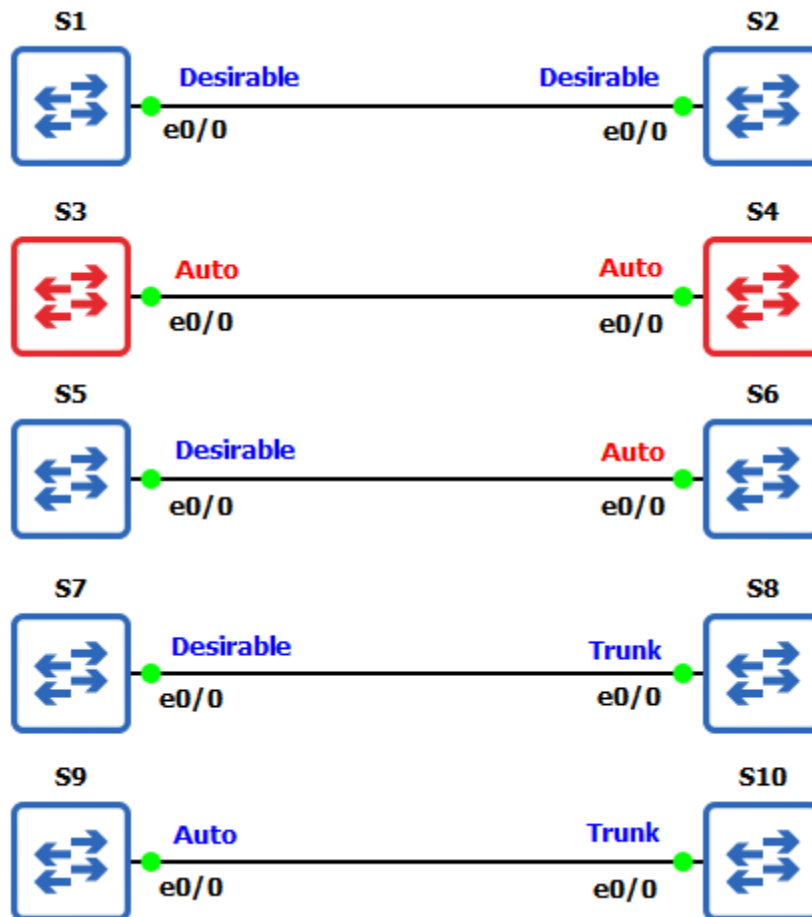 S1 S2
Desirable Desirable
e0/0 e0/0
S3 S4
Auto Auto
e0/0 e0/0
S5 S6
Desirable Auto
e0/0 e0/0
S7 S8
Desirable Trunk
e0/0 e0/0
S9 S10
Auto Trunk
e0/0 e0/0